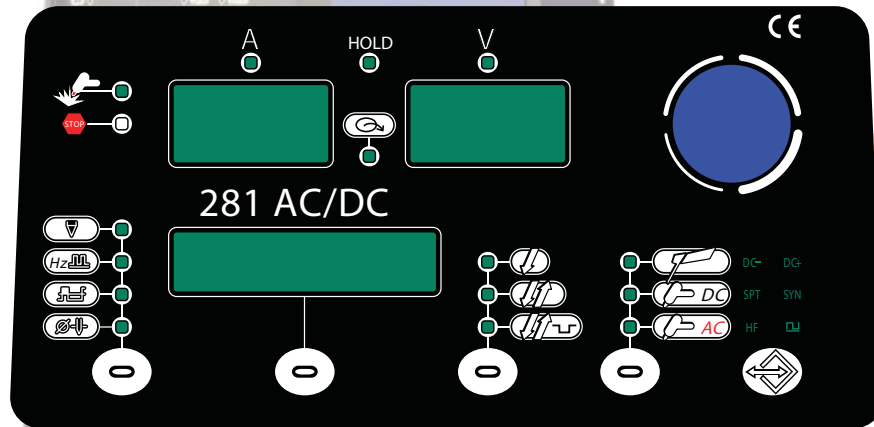 A HOLD V
CE
STOP
281 AC/DC
Hz
DC- DC+
DC SPT SYN
AC HF